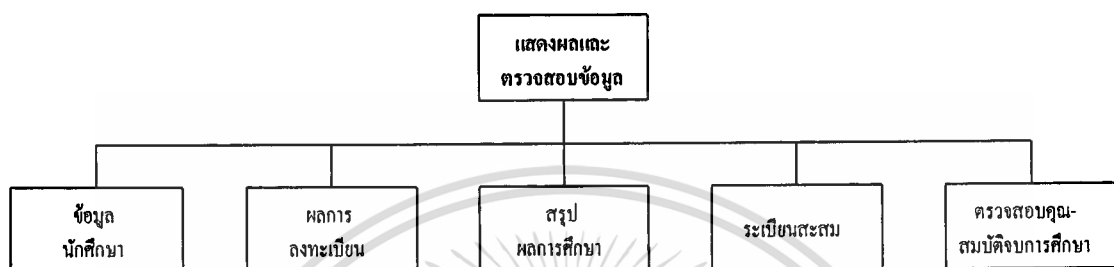 แสดงผลและ
ตรวจสอบข้อมูล
ข้อมูล
นักศึกษา
ผลการ
ลงทะเบียน
สรุป
ผลการศึกษา
ระเบียนสะสม
ตรวจสอบคุณ-
สมบัติจบการศึกษา